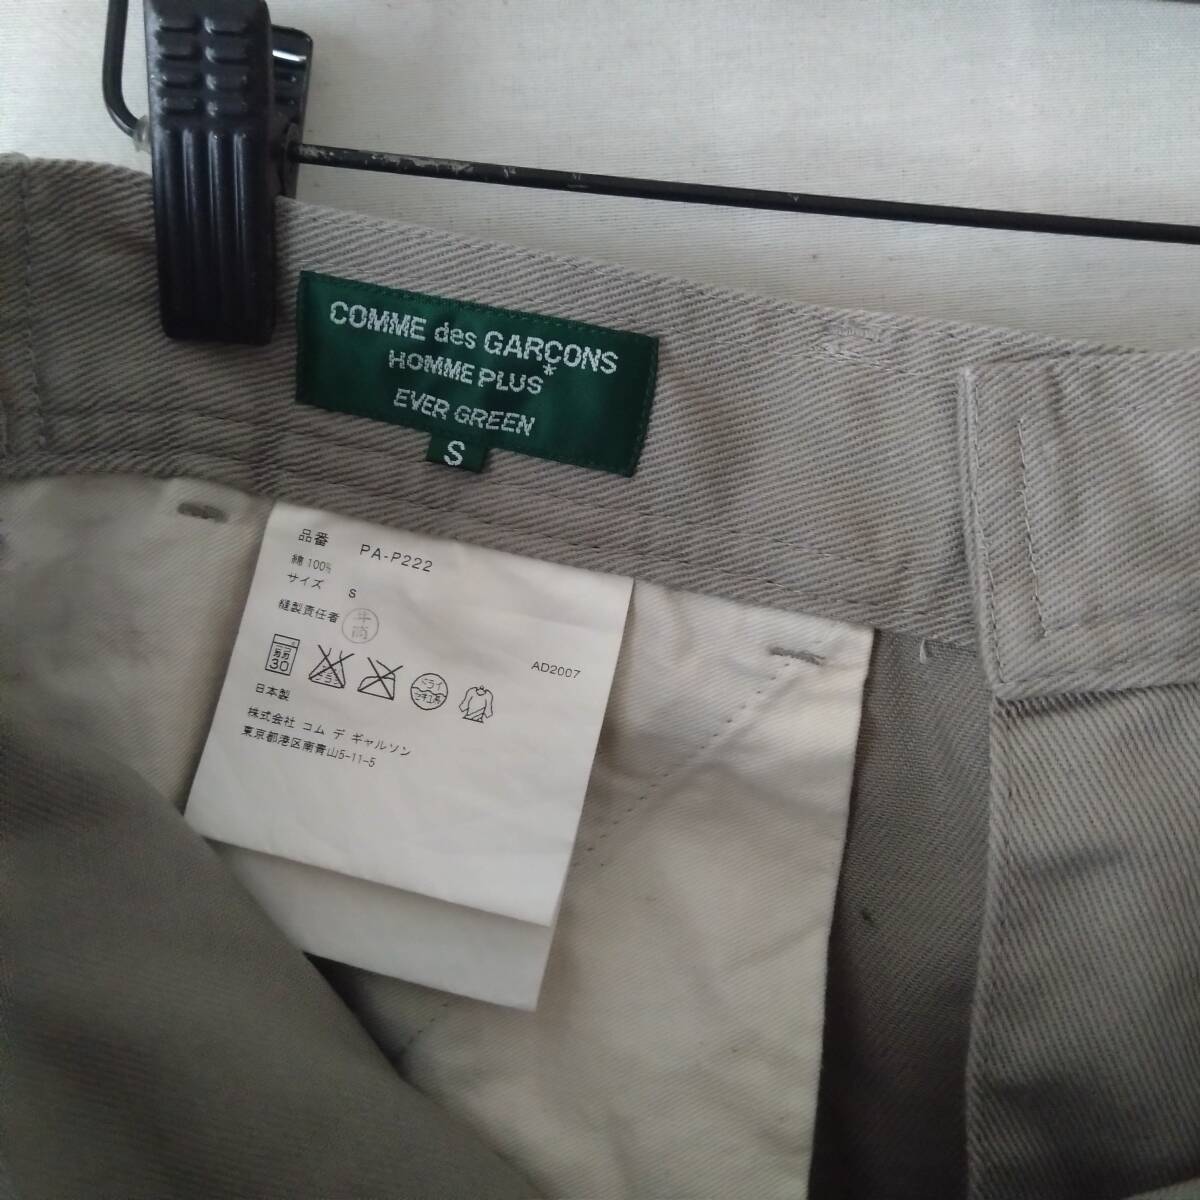 COMME des GARÇONS
HOMME PLUS*
EVER GREEN
S
品番 PA-P222
綿 100%
サイズ S
縫製責任者
30
AD2007
日本製
株式会社 コム デ ギャルソン
東京都港区南青山5-11-5